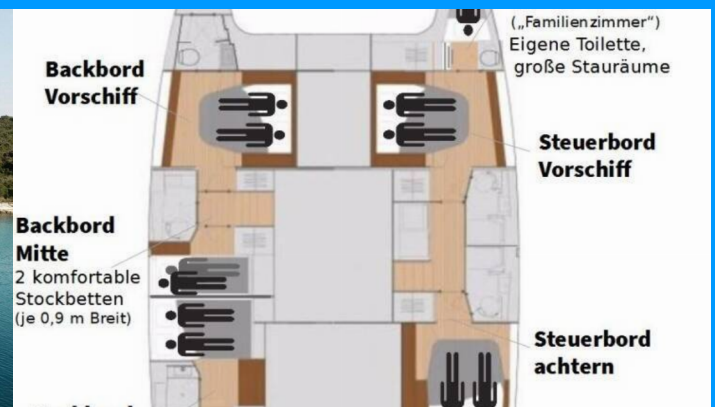 („Familienzimmer“)
Eigene Toilette,
große Stauräume
Backbord
Vorschiff
Steuerbord
Vorschiff
Backbord
Mitte
2 komfortable
Stockbetten
(je 0,9 m Breit)
Steuerbord
achtern